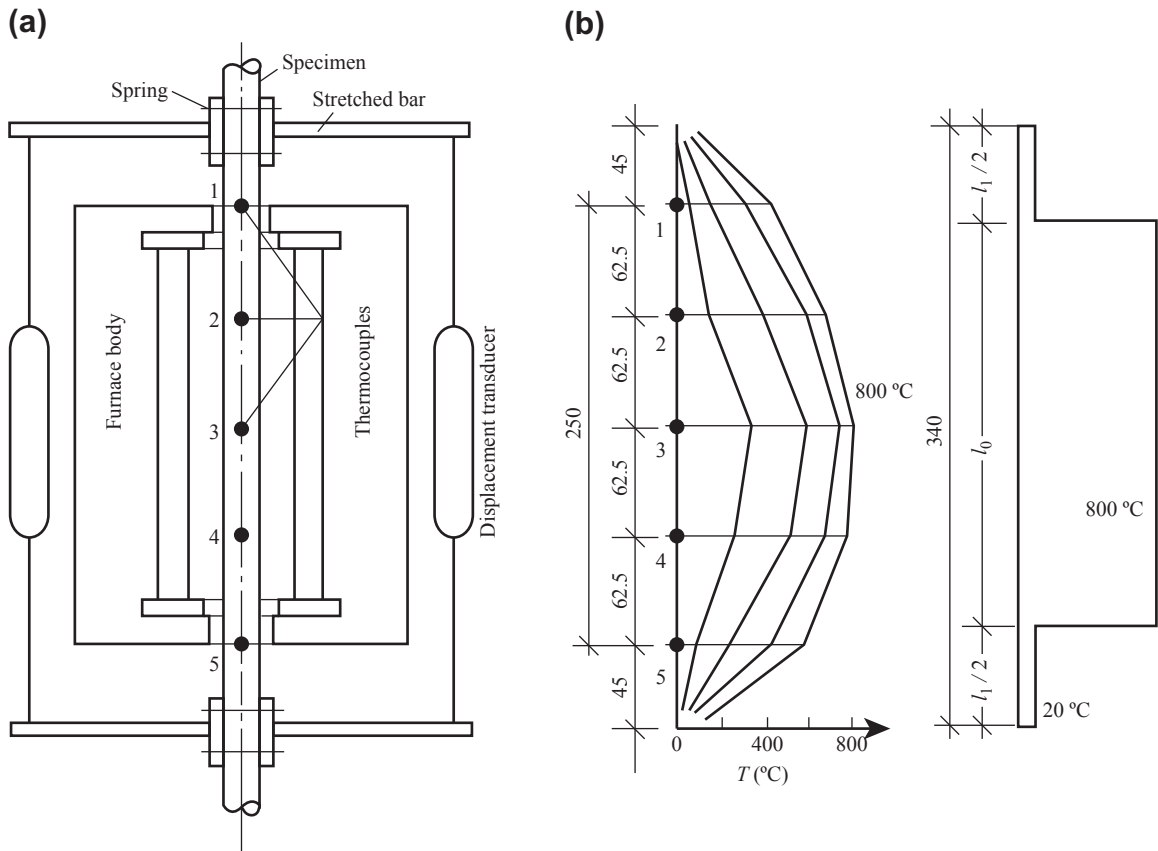 (a)
Specimen
Spring
Stretched bar
1
2
3
4
5
Furnace body
Thermocouples
Displacement transducer
(b)
45
62.5
62.5
62.5
62.5
45
250
1
2
3
4
5
800 ºC
0
400
800
T (ºC)
340
l1 / 2
l0
l1 / 2
800 ºC
20 ºC